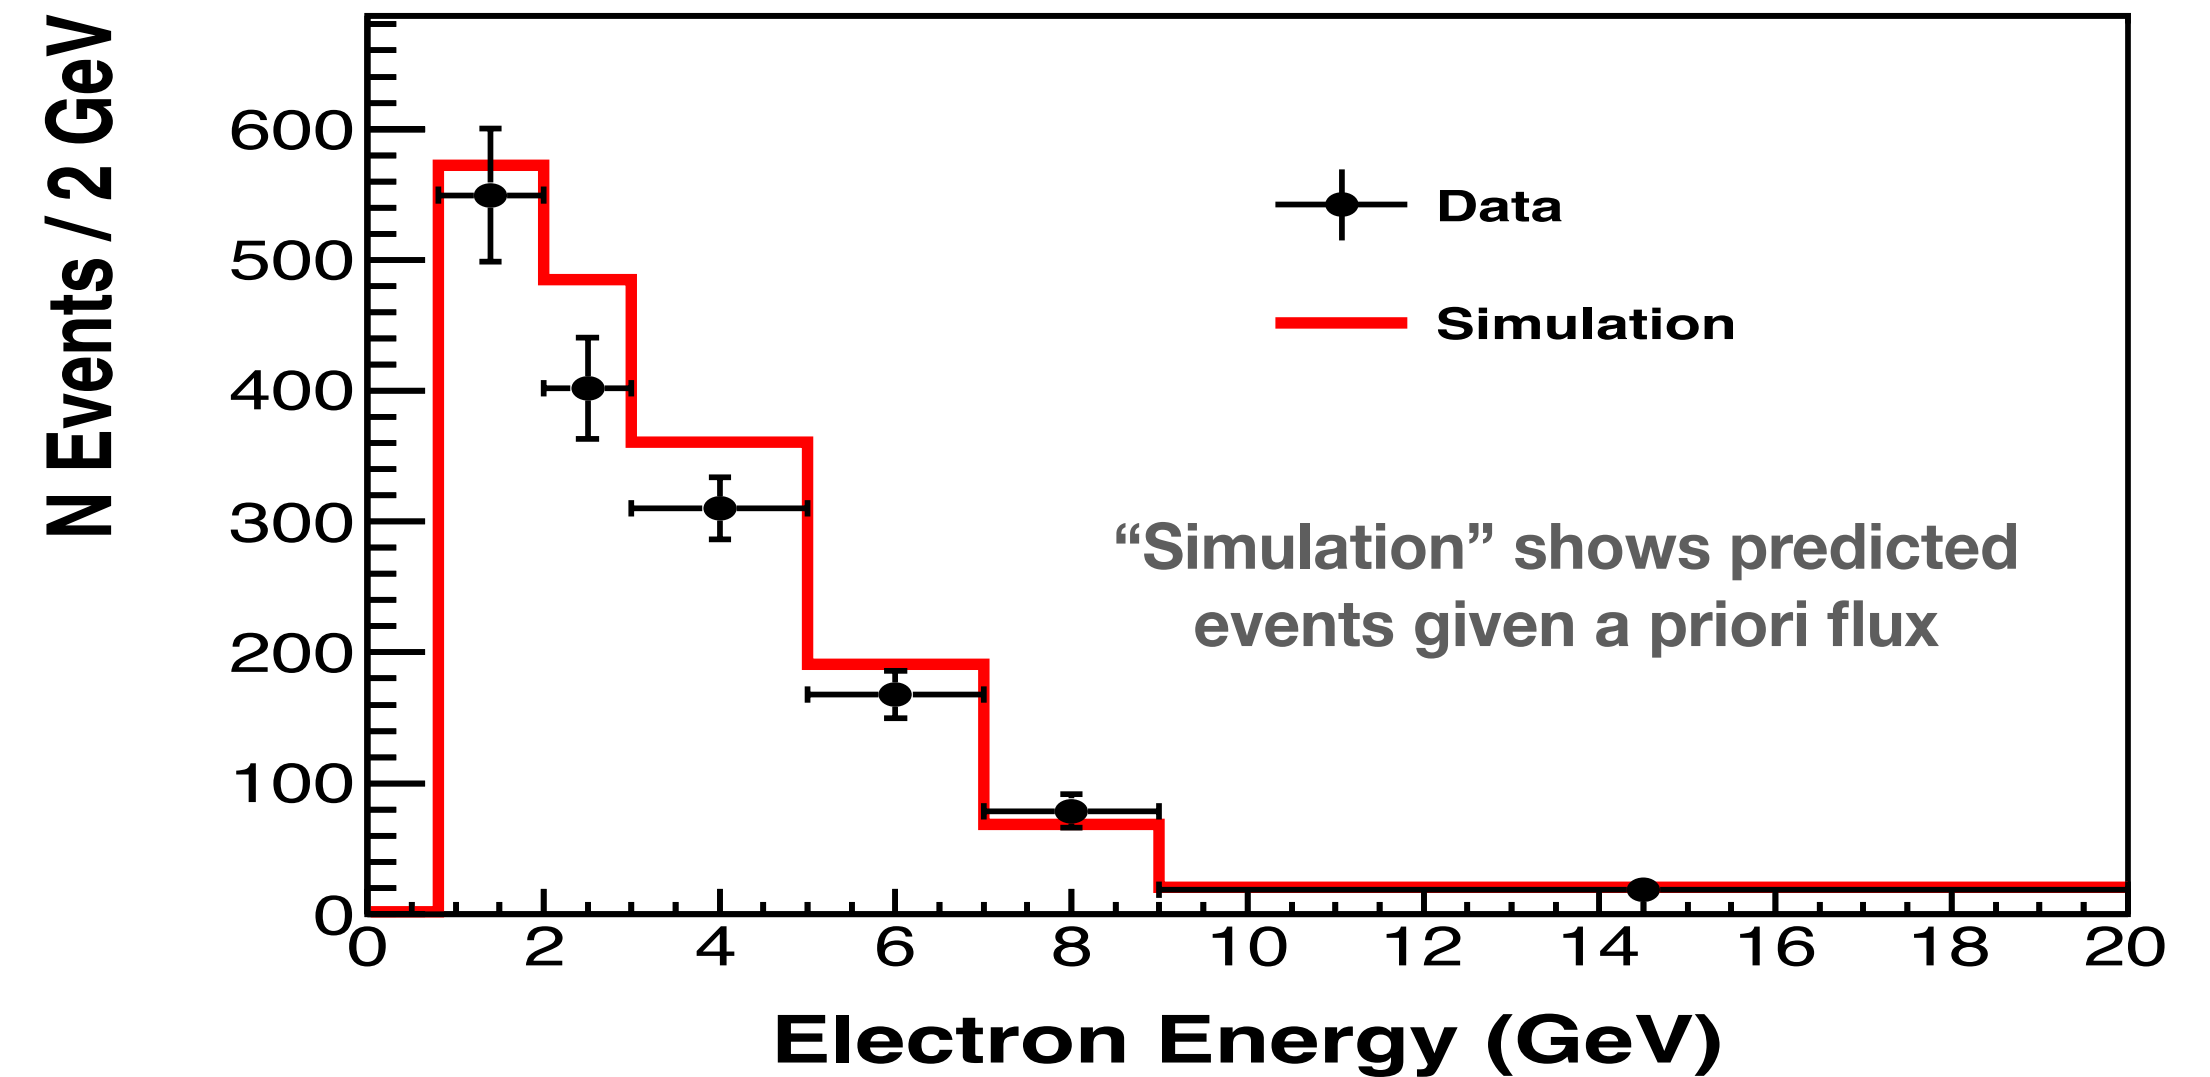 N Events / 2 GeV
600
500
400
300
200
100
0
0 2 4 6 8 10 12 14 16 18 20
Electron Energy (GeV)
Data
Simulation
“Simulation” shows predicted
events given a priori flux